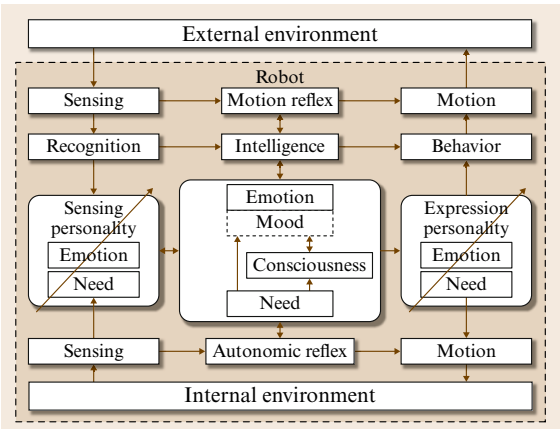 External environment
Robot
Sensing
Motion reflex
Motion
Recognition
Intelligence
Behavior
Sensing
personality
Emotion
Need
Emotion
Mood
Consciousness
Need
Expression
personality
Emotion
Need
Sensing
Autonomic reflex
Motion
Internal environment